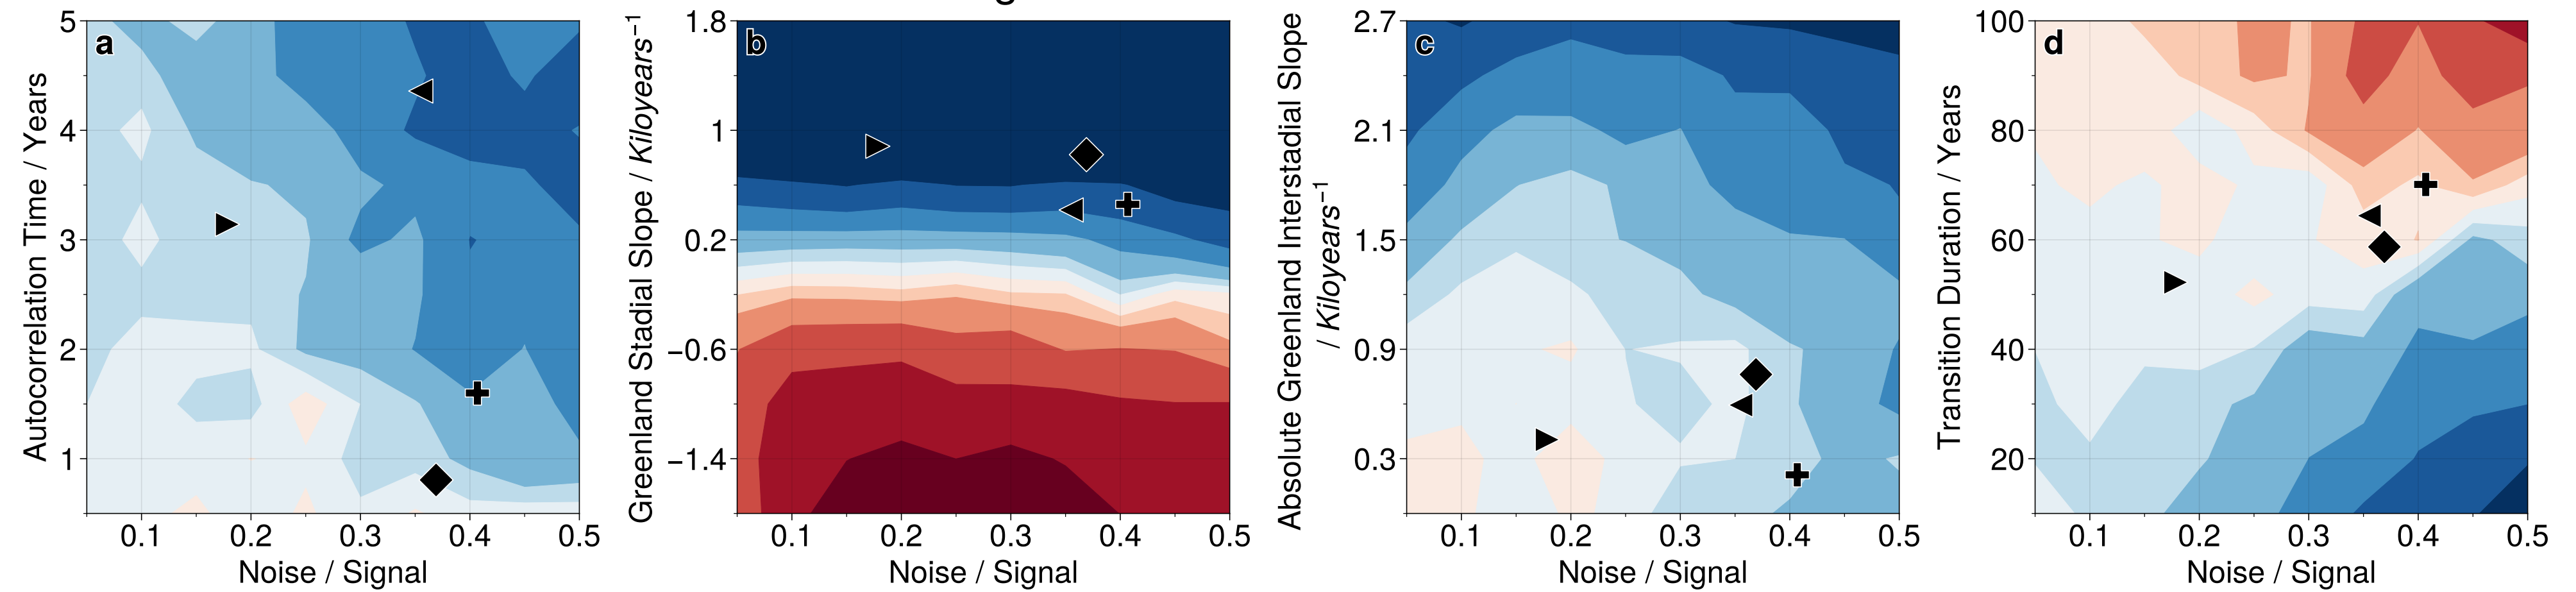 a
5
4
3
2
1
0.1 0.2 0.3 0.4 0.5
Autocorrelation Time / Years
Noise / Signal
b
1.8
1
0.2
−0.6
−1.4
0.1 0.2 0.3 0.4 0.5
Greenland Stadial Slope / Kiloyears⁻¹
Noise / Signal
c
2.7
2.1
1.5
0.9
0.3
0.1 0.2 0.3 0.4 0.5
Absolute Greenland Interstadial Slope
/ Kiloyears⁻¹
Noise / Signal
d
100
80
60
40
20
0.1 0.2 0.3 0.4 0.5
Transition Duration / Years
Noise / Signal